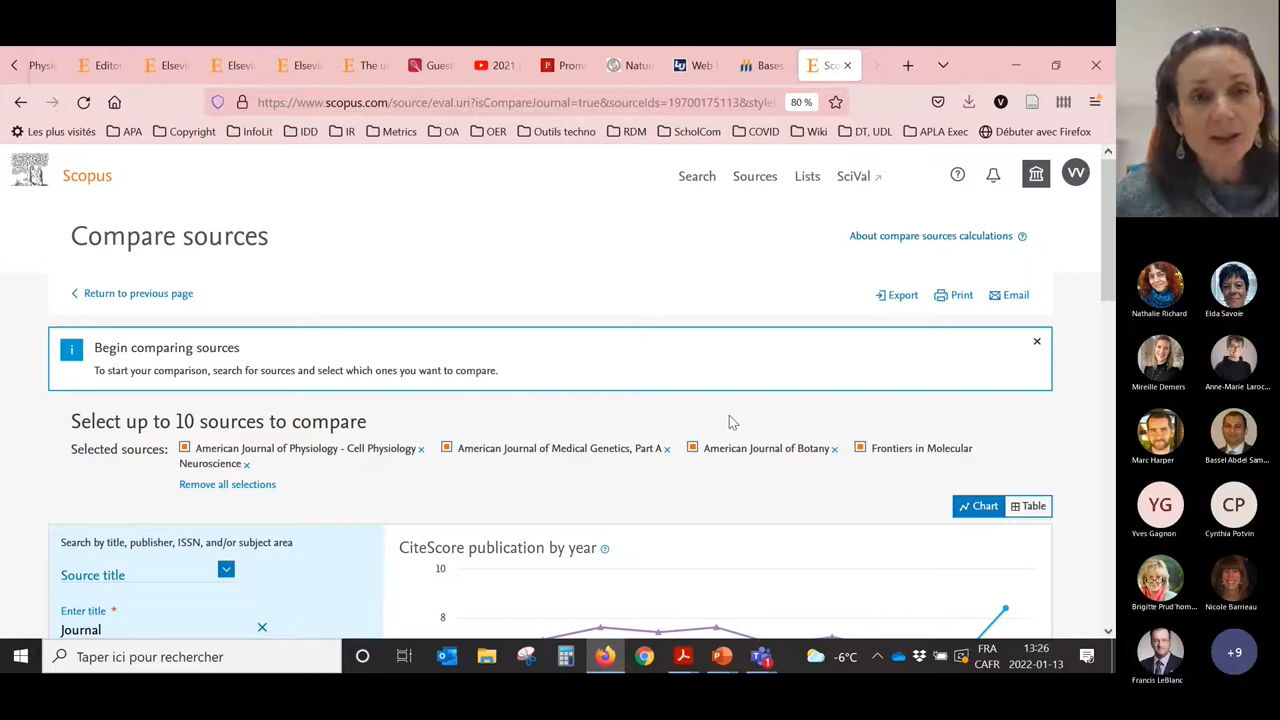 Physic
Editor
Elsevi
Elsevi
Elsevi
The u
Guest
2021
Prom
Natur
Web
Bases
Sco
https://www.scopus.com/source/eval.uri?isCompareJournal=true&sourceIds=19700175113&stylel
80 %
Les plus visités
APA
Copyright
InfoLit
IDD
IR
Metrics
OA
OER
Outils techno
RDM
ScholCom
COVID
Wiki
DT, UDL
APLA Exec
Débuter avec Firefox
Scopus
Search
Sources
Lists
SciVal
VV
Compare sources
About compare sources calculations
Return to previous page
Export
Print
Email
Begin comparing sources
To start your comparison, search for sources and select which ones you want to compare.
Select up to 10 sources to compare
Selected sources: American Journal of Physiology - Cell Physiology × American Journal of Medical Genetics, Part A × American Journal of Botany × Frontiers in Molecular
Neuroscience ×
Remove all selections
Chart
Table
Search by title, publisher, ISSN, and/or subject area
Source title
Enter title *
Journal
CiteScore publication by year
10
8
Taper ici pour rechercher
-6°C
FRA
CAFR
13:26
2022-01-13
Nathalie Richard
Elda Savoie
Mireille Demers
Anne-Marie Laroc...
Marc Harper
Bassel Abdel Sam...
YG
CP
Yves Gagnon
Cynthia Potvin
Brigitte Prud'hom...
Nicole Barrieau
+9
Francis LeBlanc